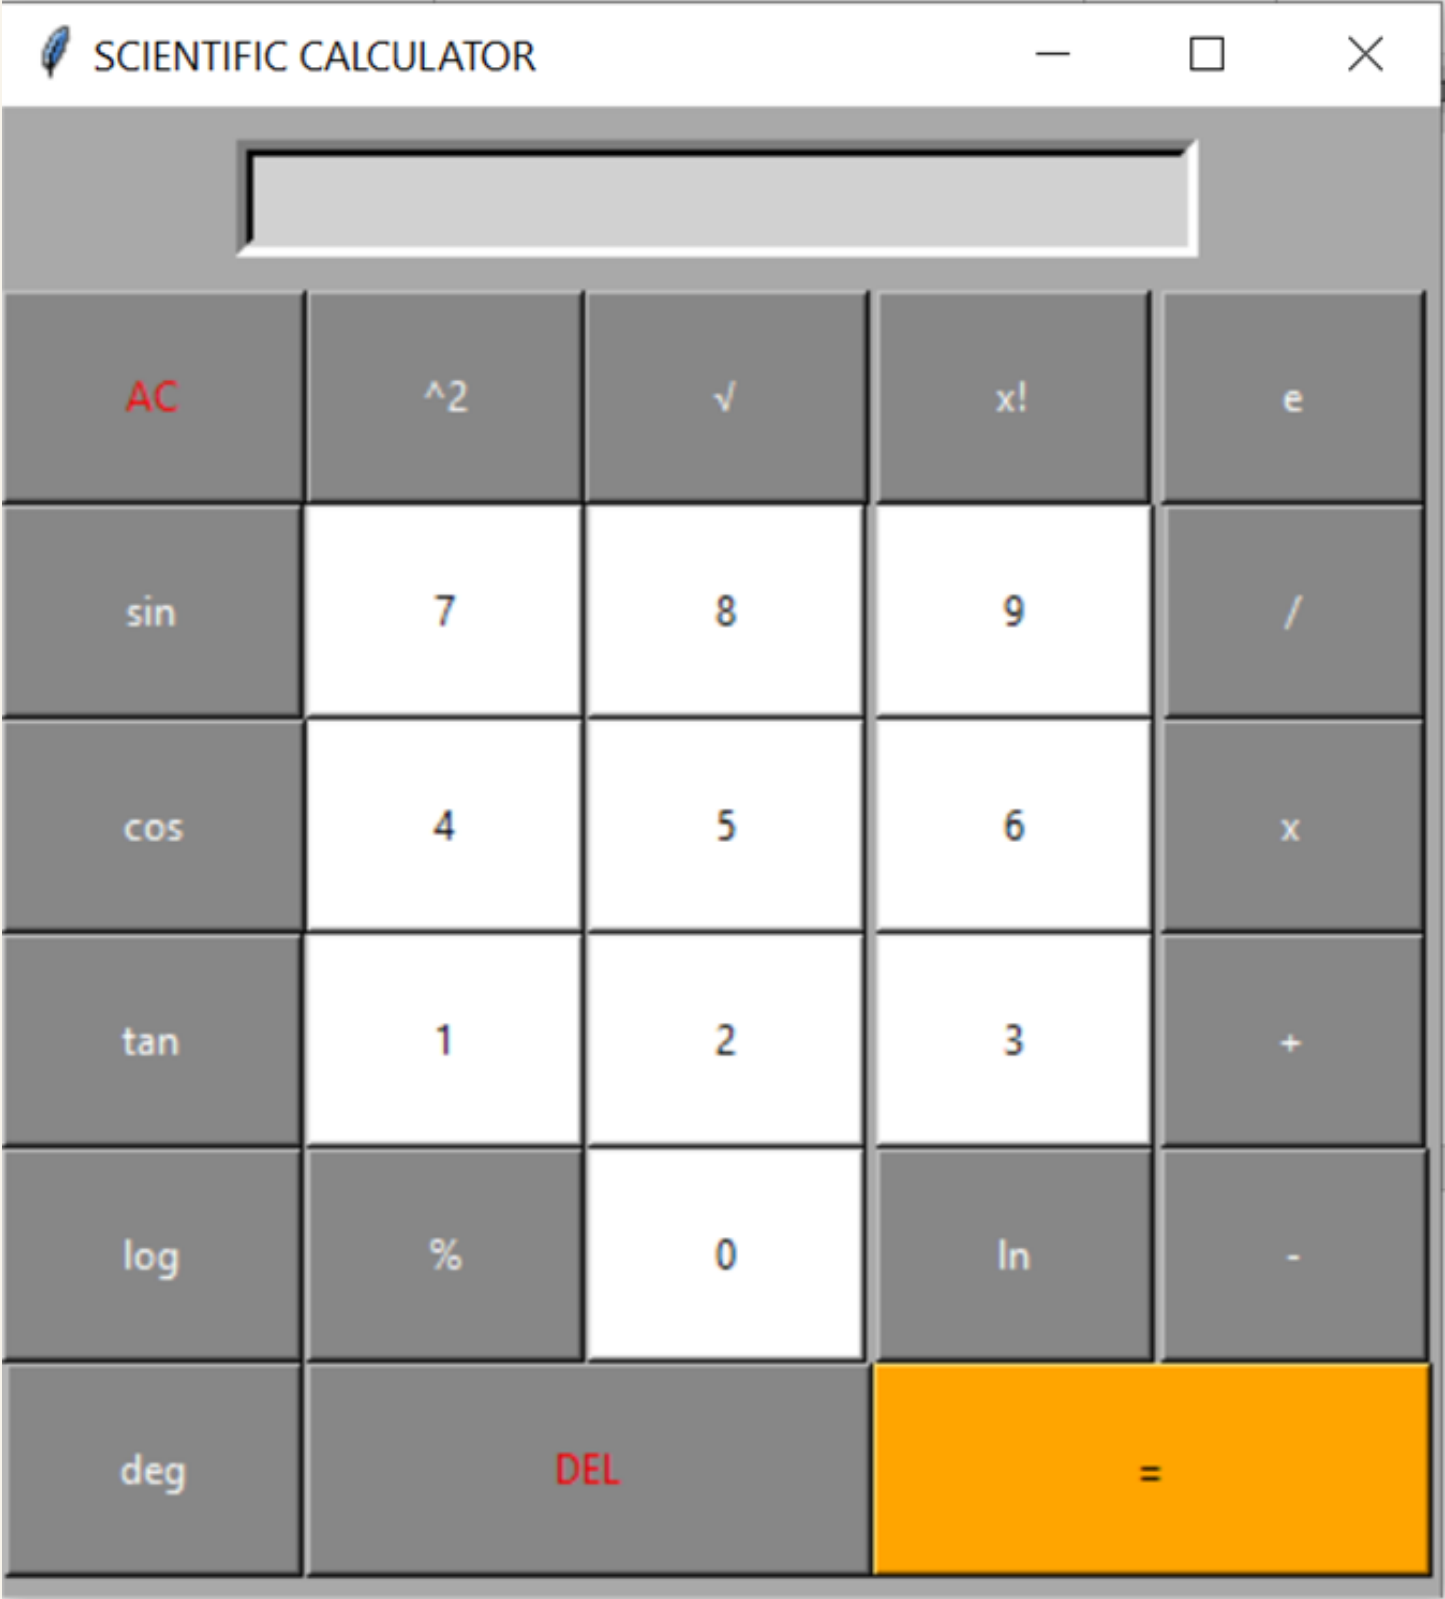 SCIENTIFIC CALCULATOR
AC ^2 √ x! e
sin 7 8 9 /
cos 4 5 6 x
tan 1 2 3 +
log % 0 ln -
deg DEL =